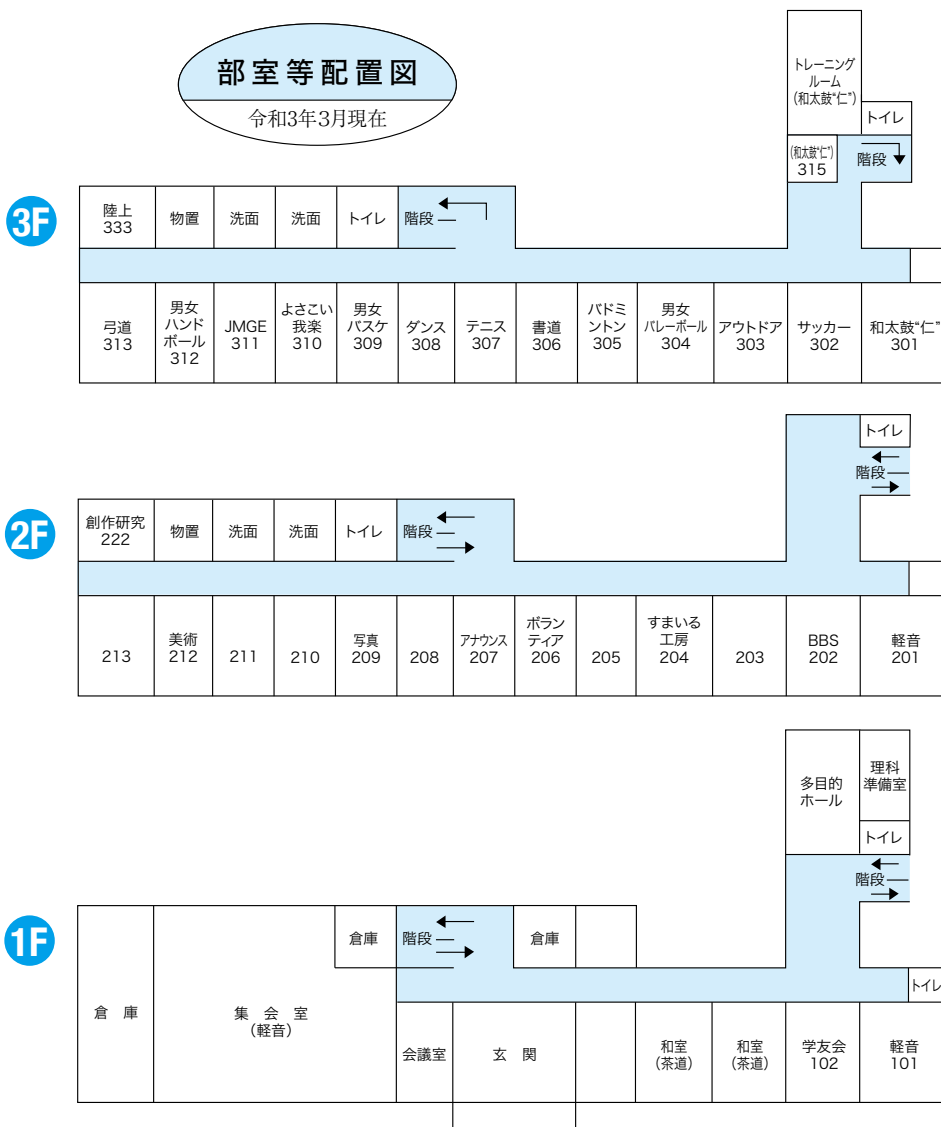 部室等配置図
令和3年3月現在
3F
トレーニング
ルーム
(和太鼓“仁”)
トイレ
(和太鼓“仁”)
315
階段
陸上
333
物置
洗面
洗面
トイレ
階段
弓道
313
男女
ハンド
ボール
312
JMGE
311
よさこい
我楽
310
男女
バスケ
309
ダンス
308
テニス
307
書道
306
バドミ
ントン
305
男女
バレーボール
304
アウトドア
303
サッカー
302
和太鼓“仁”
301
2F
トイレ
階段
創作研究
222
物置
洗面
洗面
トイレ
階段
213
美術
212
211
210
写真
209
208
アナウンス
207
ボラン
ティア
206
205
すまいる
工房
204
203
BBS
202
軽音
201
1F
多目的
ホール
理科
準備室
トイレ
階段
倉庫
集会室
(軽音)
倉庫
階段
倉庫
トイレ
会議室
玄関
和室
(茶道)
和室
(茶道)
学友会
102
軽音
101